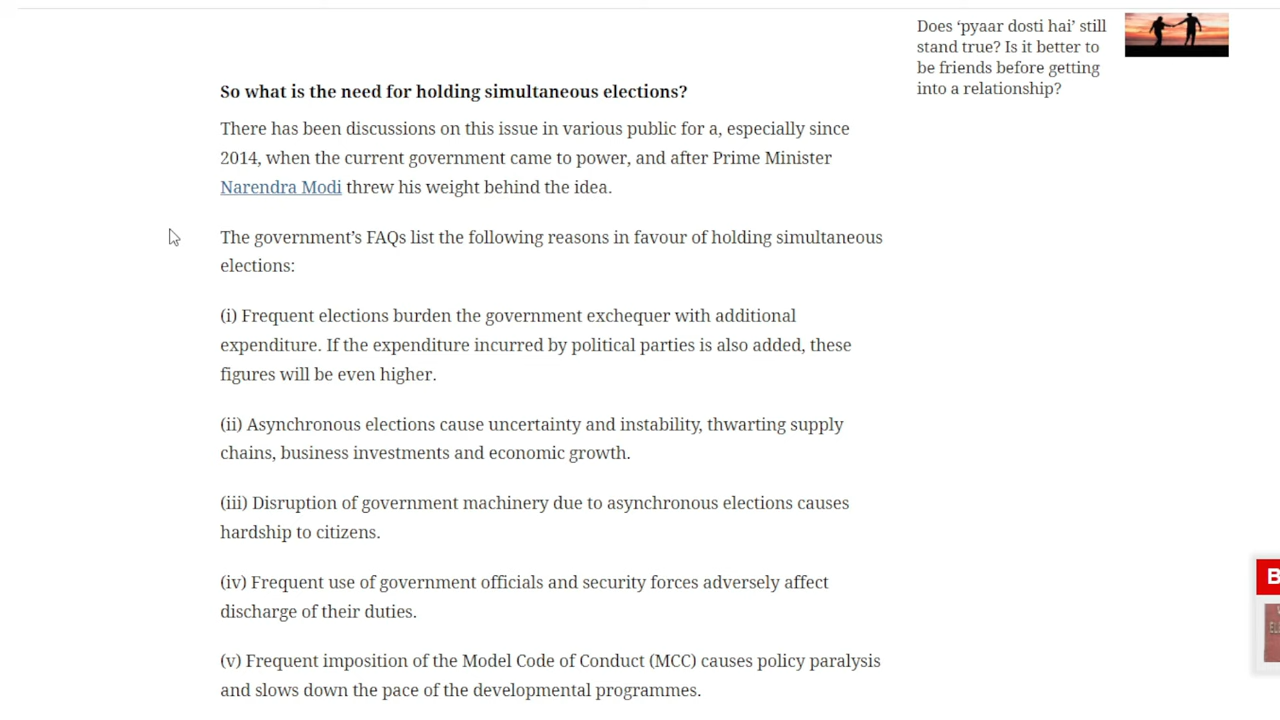 Does ‘pyaar dosti hai’ still
stand true? Is it better to
be friends before getting
into a relationship?
So what is the need for holding simultaneous elections?
There has been discussions on this issue in various public for a, especially since
2014, when the current government came to power, and after Prime Minister
Narendra Modi threw his weight behind the idea.
The government’s FAQs list the following reasons in favour of holding simultaneous
elections:
(i) Frequent elections burden the government exchequer with additional
expenditure. If the expenditure incurred by political parties is also added, these
figures will be even higher.
(ii) Asynchronous elections cause uncertainty and instability, thwarting supply
chains, business investments and economic growth.
(iii) Disruption of government machinery due to asynchronous elections causes
hardship to citizens.
(iv) Frequent use of government officials and security forces adversely affect
discharge of their duties.
(v) Frequent imposition of the Model Code of Conduct (MCC) causes policy paralysis
and slows down the pace of the developmental programmes.